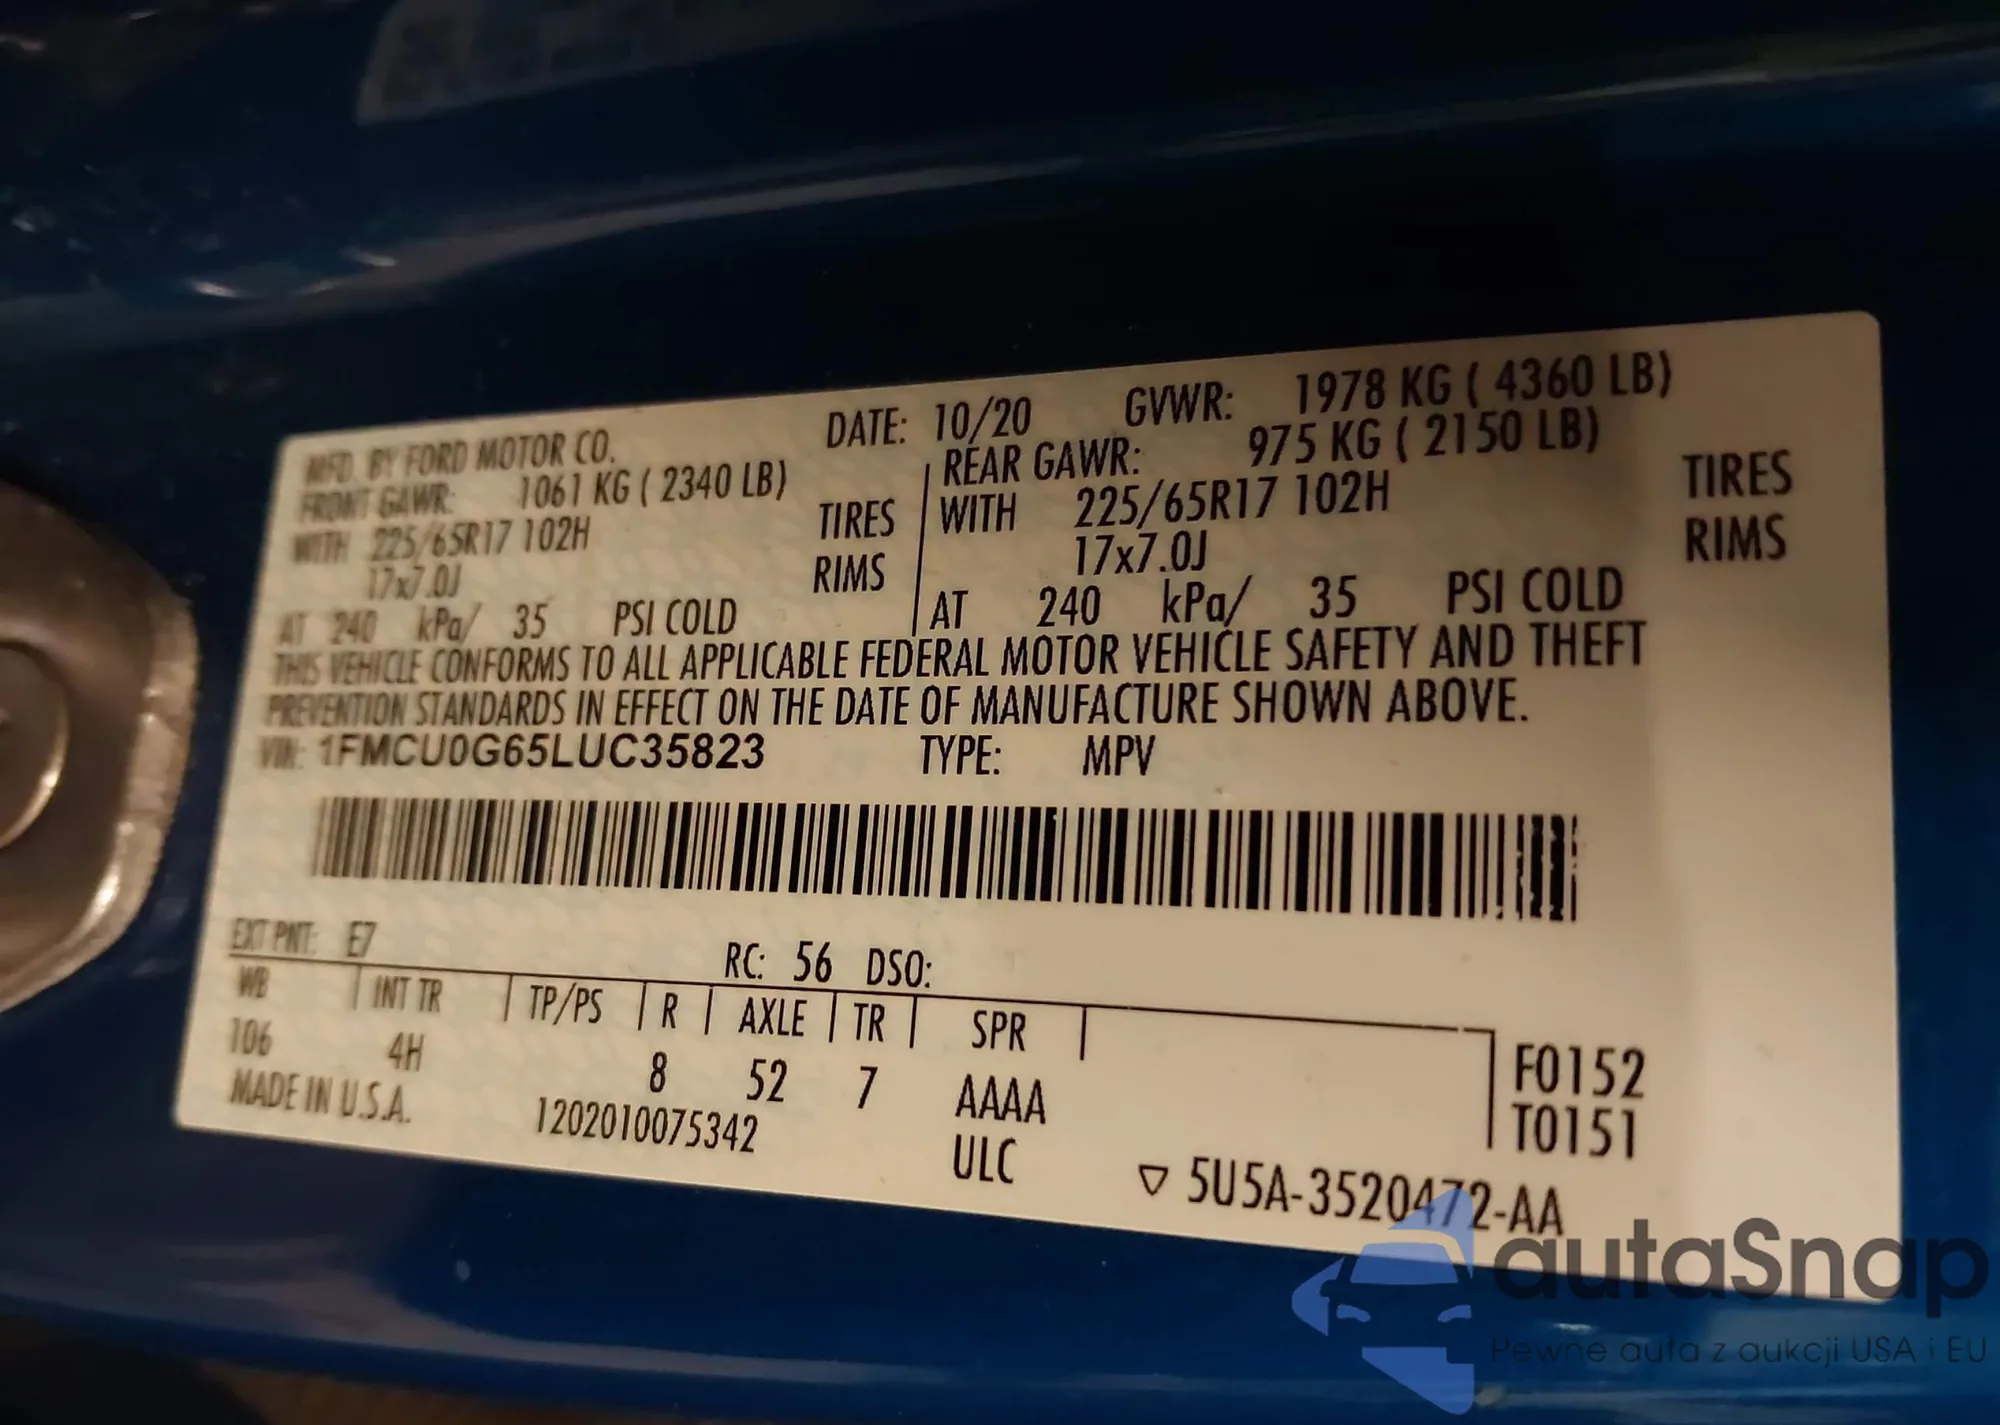 MFD. BY FORD MOTOR CO. DATE: 10/20 GVWR: 1978 KG ( 4360 LB)
FRONT GAWR: 1061 KG ( 2340 LB) REAR GAWR: 975 KG ( 2150 LB)
WITH 225/65R17 102H TIRES WITH 225/65R17 102H TIRES
17x7.0J RIMS 17x7.0J RIMS
AT 240 kPa/ 35 PSI COLD AT 240 kPa/ 35 PSI COLD
THIS VEHICLE CONFORMS TO ALL APPLICABLE FEDERAL MOTOR VEHICLE SAFETY AND THEFT
PREVENTION STANDARDS IN EFFECT ON THE DATE OF MANUFACTURE SHOWN ABOVE.
VIN: 1FMCU0G65LUC35823 TYPE: MPV
EXT PNT: E7 RC: 56 DSO:
WB INT TR TP/PS R AXLE TR SPR
106 4H 8 52 7 AAAA F0152
MADE IN U.S.A. 1202010075342 ULC T0151
▽ 5U5A-3520472-AA
autaSnap
Pewne auta z aukcji USA i EU